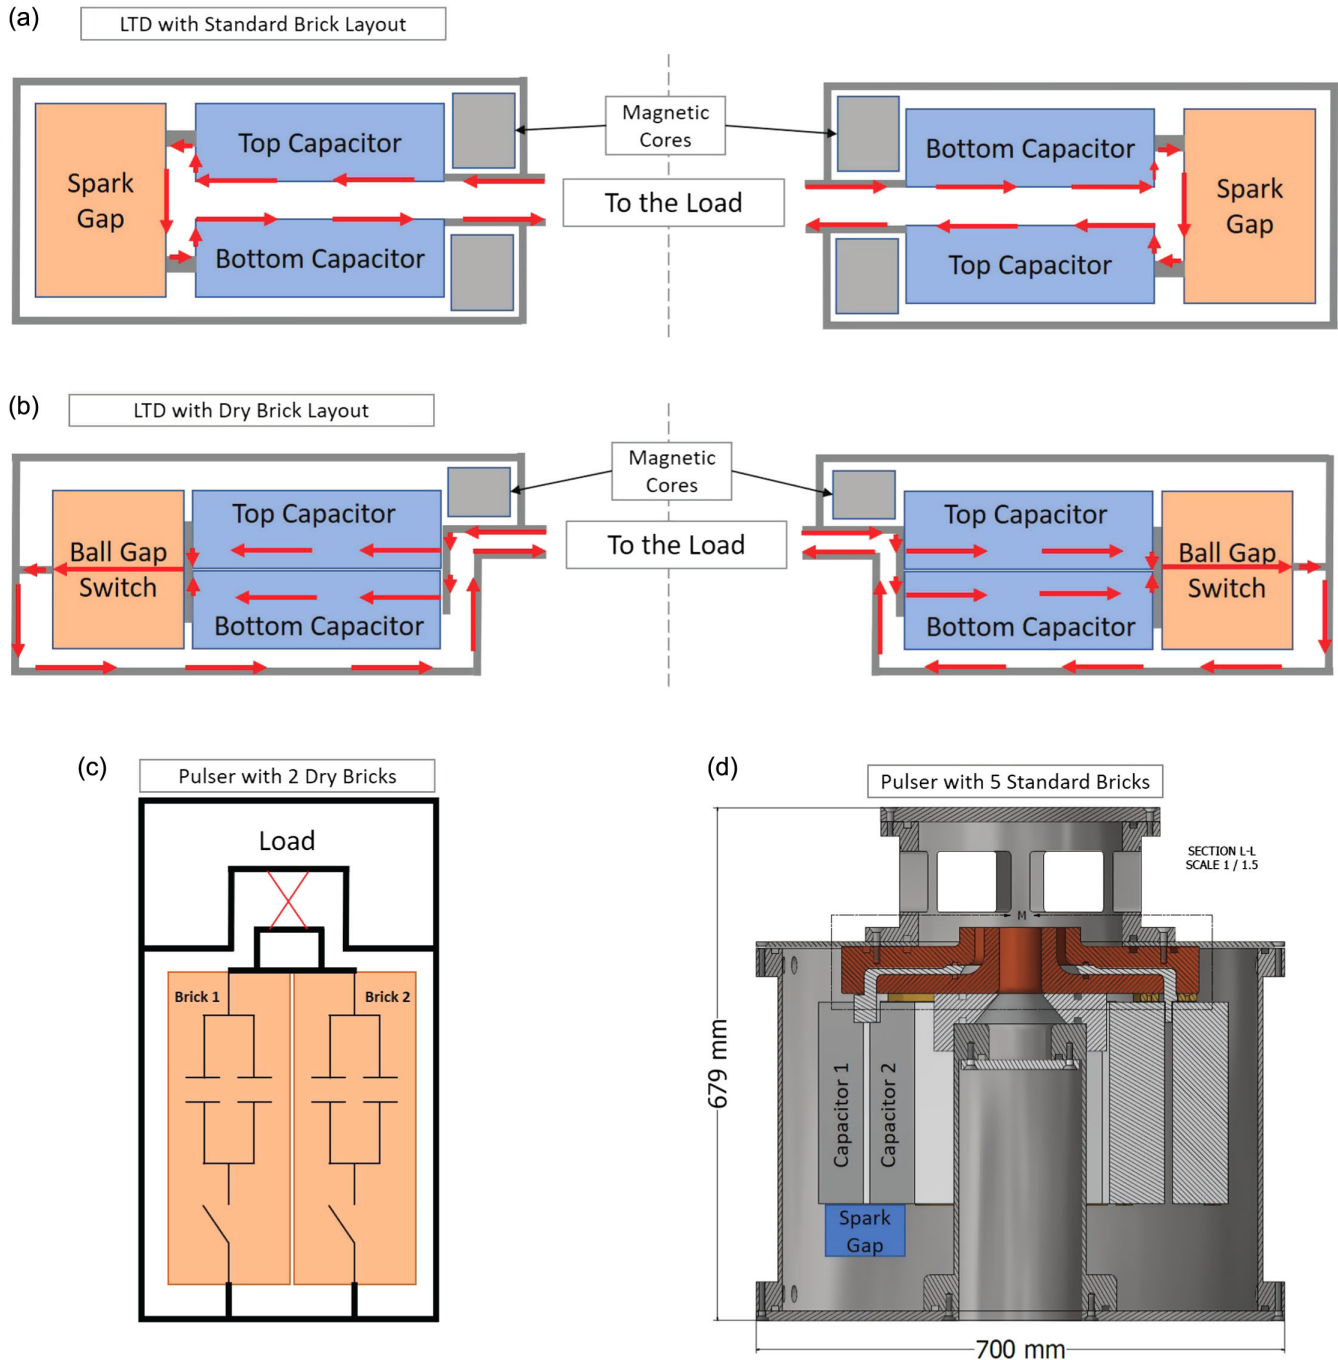 (a)
LTD with Standard Brick Layout
Spark
Gap
Top Capacitor
Bottom Capacitor
Magnetic
Cores
To the Load
Bottom Capacitor
Top Capacitor
Spark
Gap
(b)
LTD with Dry Brick Layout
Ball Gap
Switch
Top Capacitor
Bottom Capacitor
Magnetic
Cores
To the Load
Top Capacitor
Bottom Capacitor
Ball Gap
Switch
(c)
Pulser with 2 Dry Bricks
Load
Brick 1
Brick 2
(d)
Pulser with 5 Standard Bricks
SECTION L-L
SCALE 1 / 1.5
M
679 mm
Capacitor 1
Capacitor 2
Spark
Gap
700 mm